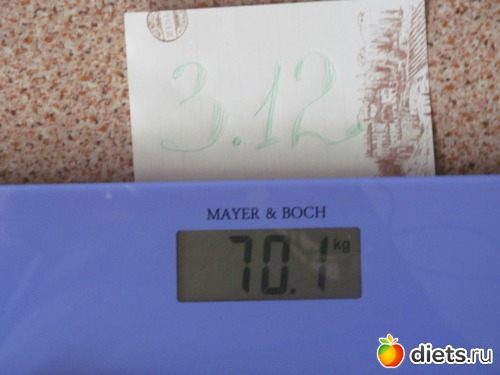 3.12
MAYER & BOCH
70.1 kg
diets.ru